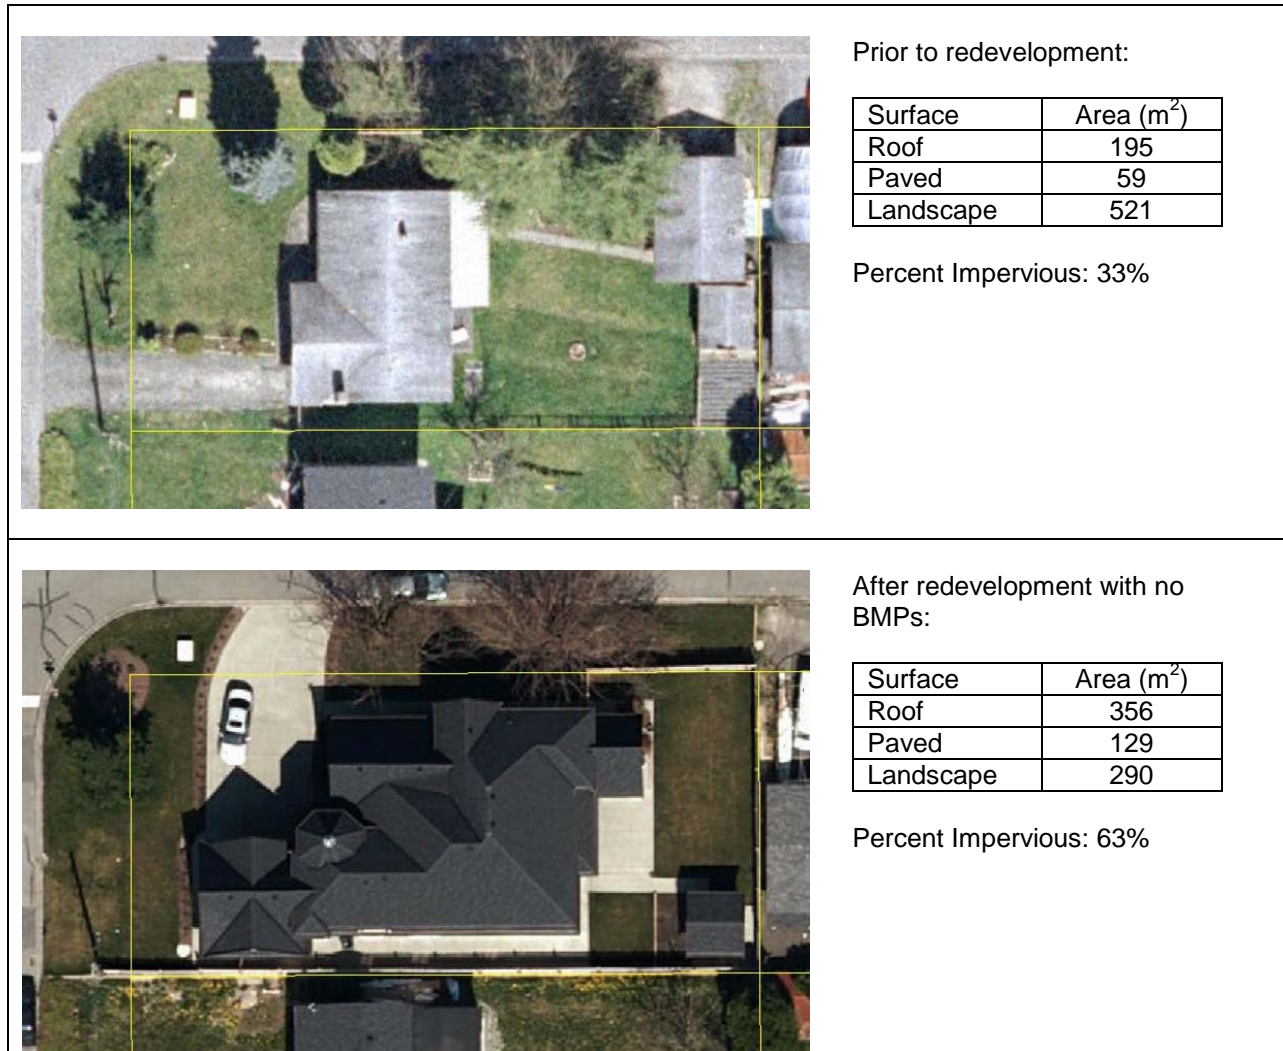 Prior to redevelopment:
Surface Area (m²)
Roof 195
Paved 59
Landscape 521
Percent Impervious: 33%
After redevelopment with no
BMPs:
Surface Area (m²)
Roof 356
Paved 129
Landscape 290
Percent Impervious: 63%